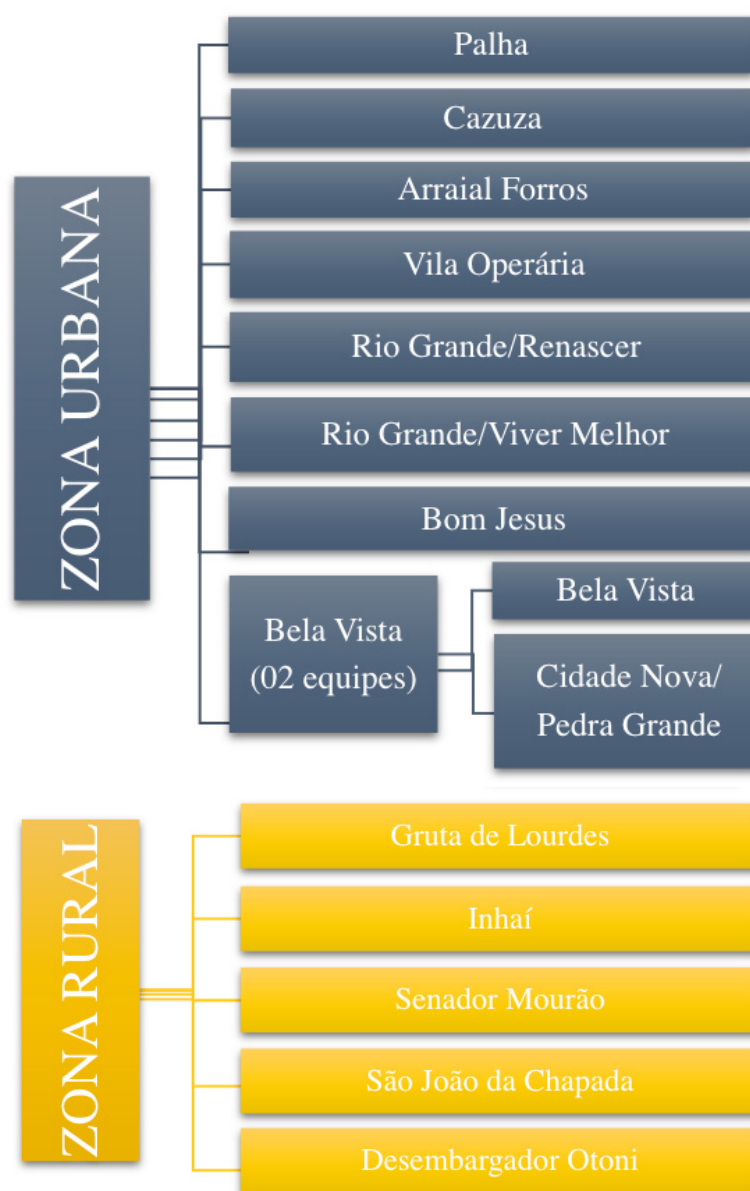 ZONA URBANA
Palha
Cazuza
Arraial Forros
Vila Operária
Rio Grande/Renascer
Rio Grande/Viver Melhor
Bom Jesus
Bela Vista
(02 equipes)
Bela Vista
Cidade Nova/
Pedra Grande
ZONA RURAL
Gruta de Lourdes
Inhaí
Senador Mourão
São João da Chapada
Desembargador Otoni